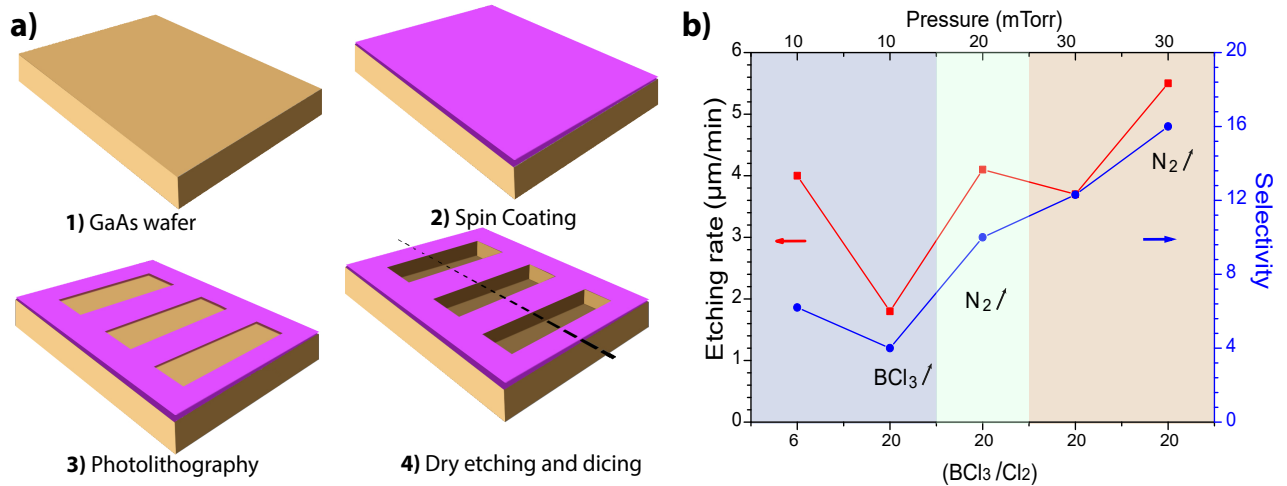 a)
1) GaAs wafer
2) Spin Coating
3) Photolithography
4) Dry etching and dicing
b)
Pressure (mTorr)
10 10 20 30 30
6
5
4
3
2
1
0
Etching rate (µm/min)
20
16
12
8
4
0
Selectivity
BCl₃↗
N₂↗
N₂↗
6 20 20 20 20
(BCl₃/Cl₂)